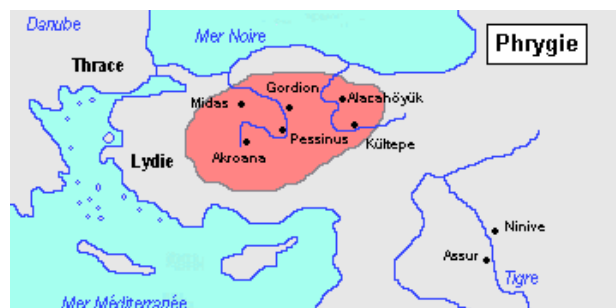 Danube
Mer Noire
Phrygie
Thrace
Gordion
Midas
Alacahöyük
Pessinus
Kültepe
Akroana
Lydie
Ninive
Assur
Tigre
Mer Méditerranée